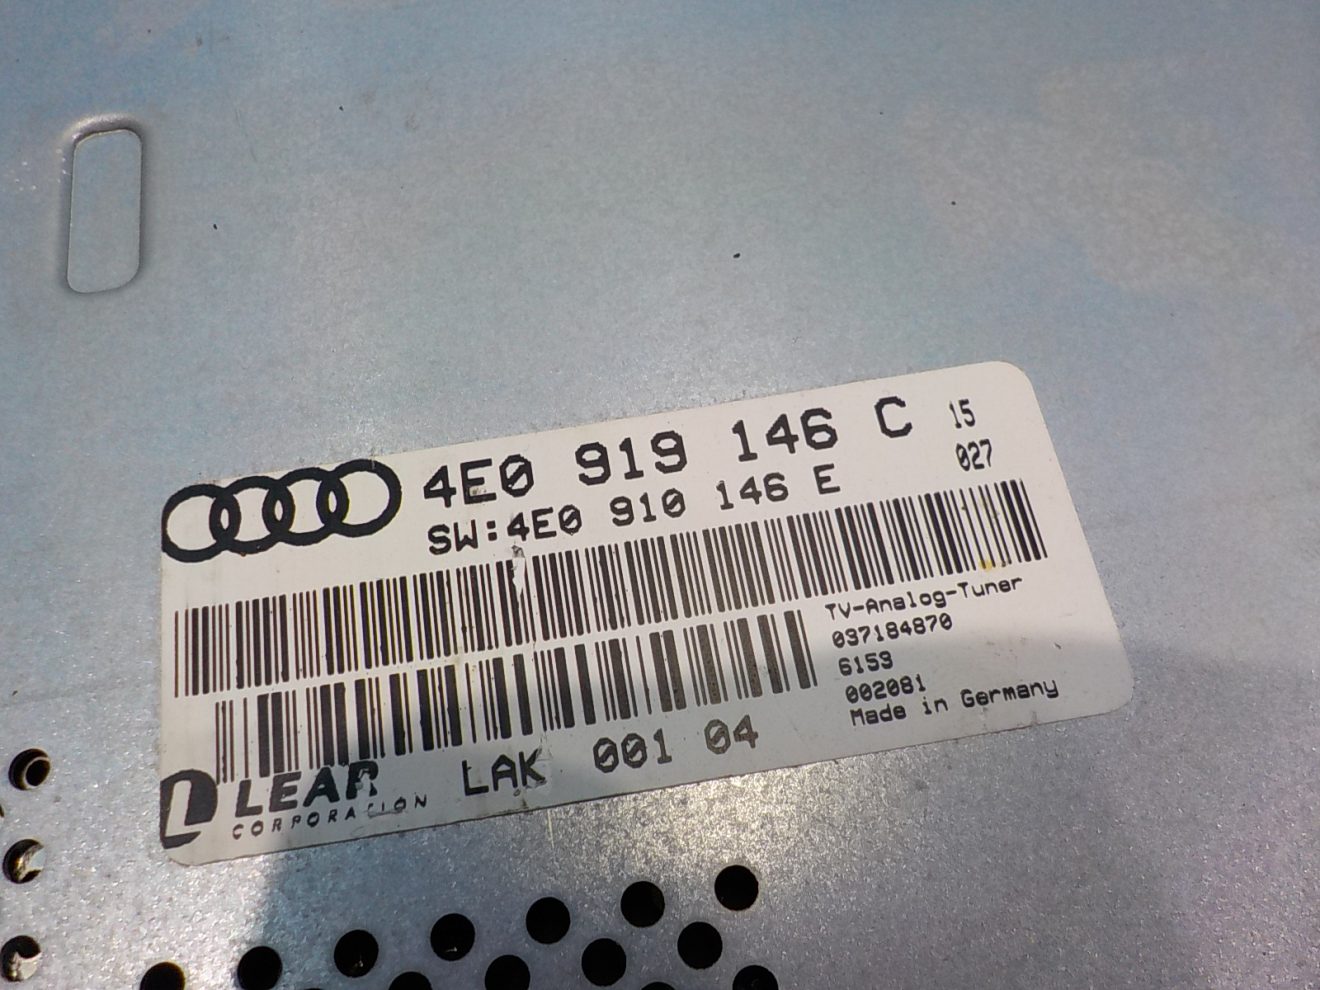 4E0 919 146 C 15
SW:4E0 910 146 E 027
TV-Analog-Tuner
037184870
6153
002081
Made in Germany
LAK 001 04
L LEAR
CORPORATION